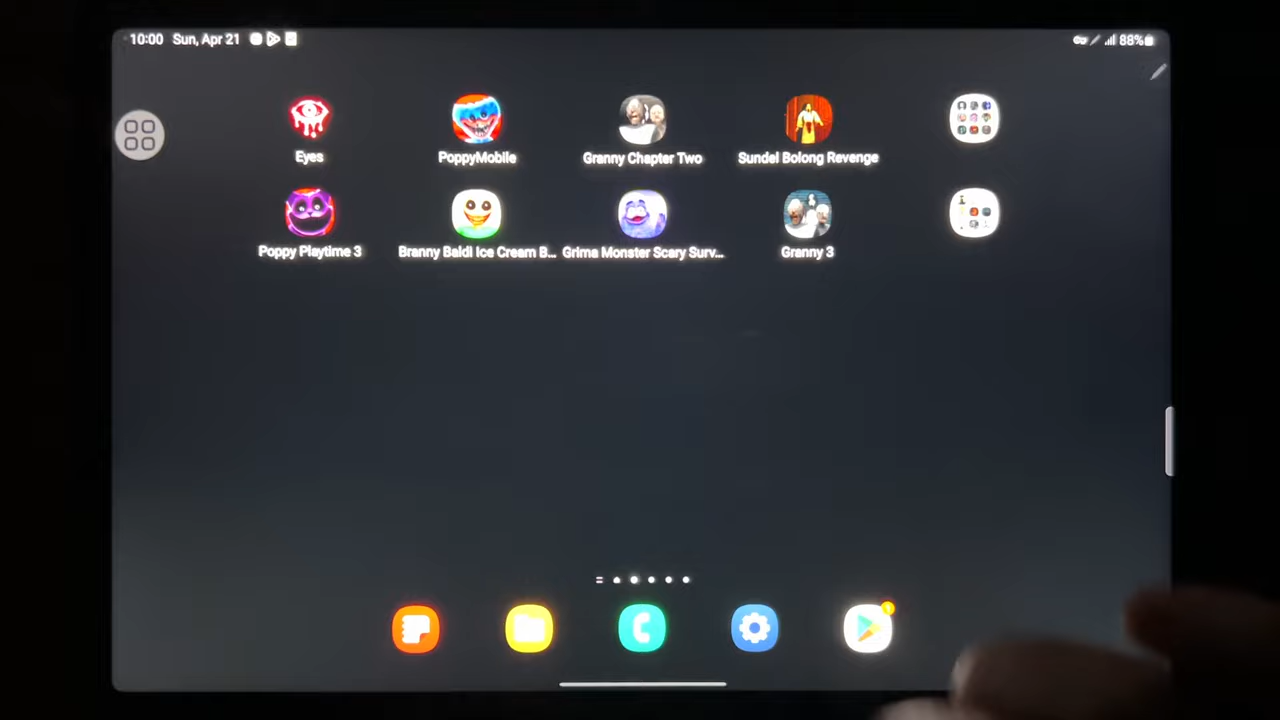 10:00 Sun, Apr 21
88%
Eyes
PoppyMobile
Granny Chapter Two
Sundel Bolong Revenge
Poppy Playtime 3
Branny Baldi Ice Cream B...
Grima Monster Scary Surv...
Granny 3